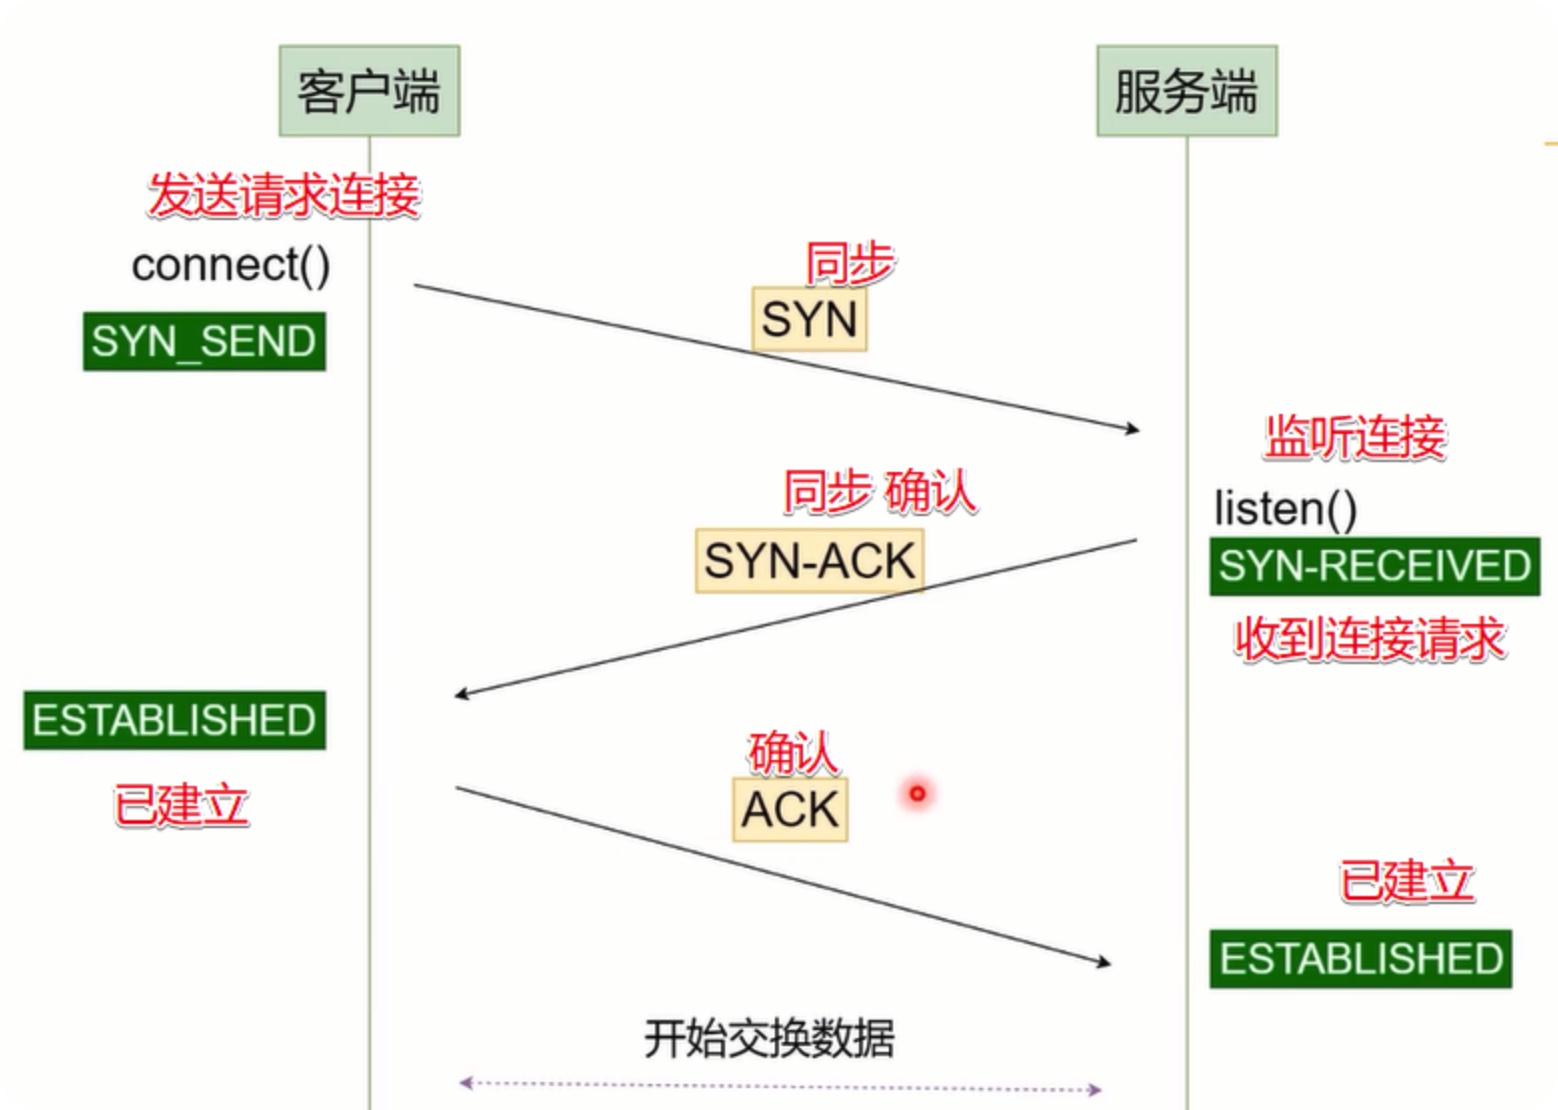 客户端
服务端
发送请求连接
connect()
SYN_SEND
同步
SYN
监听连接
listen()
SYN-RECEIVED
收到连接请求
同步 确认
SYN-ACK
ESTABLISHED
已建立
确认
ACK
已建立
ESTABLISHED
开始交换数据